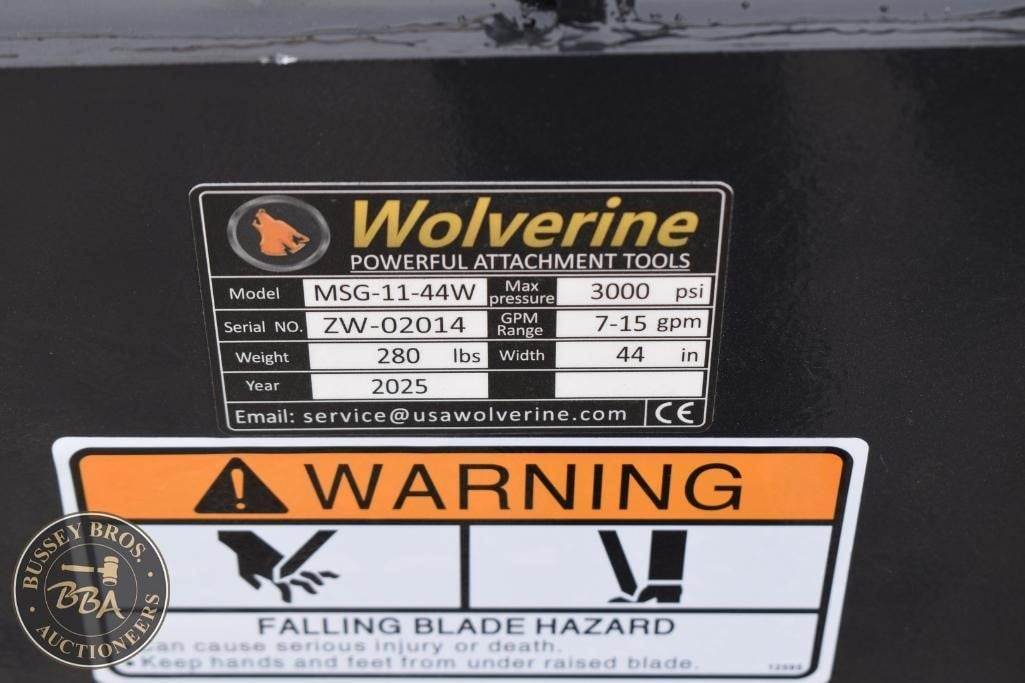 Wolverine
POWERFUL ATTACHMENT TOOLS
Model MSG-11-44W Max pressure 3000 psi
Serial NO. ZW-02014 GPM Range 7-15 gpm
Weight 280 lbs Width 44 in
Year 2025
Email: service@usawolverine.com CE
WARNING
FALLING BLADE HAZARD
can cause serious injury or death.
• Keep hands and feet from under raised blade.
BUSSEY BROS.
BBA
AUCTIONEERS